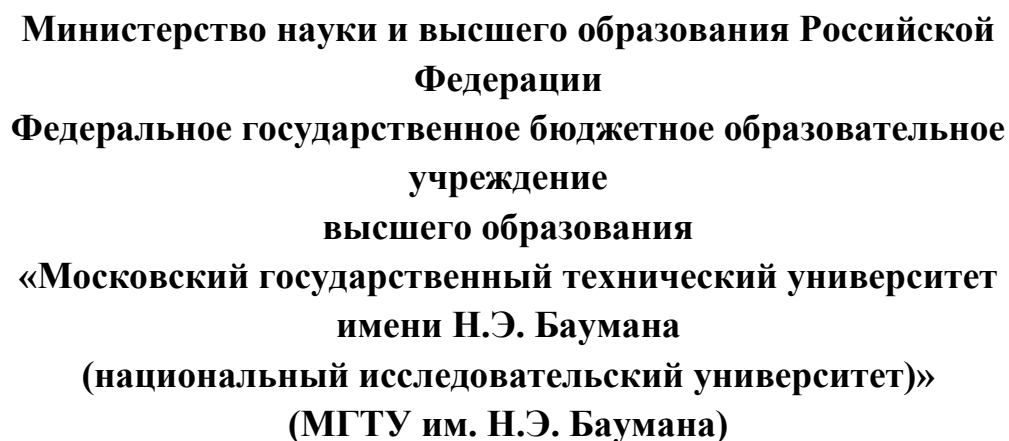 Министерство науки и высшего образования Российской
Федерации
Федеральное государственное бюджетное образовательное
учреждение
высшего образования
«Московский государственный технический университет
имени Н.Э. Баумана
(национальный исследовательский университет)»
(МГТУ им. Н.Э. Баумана)